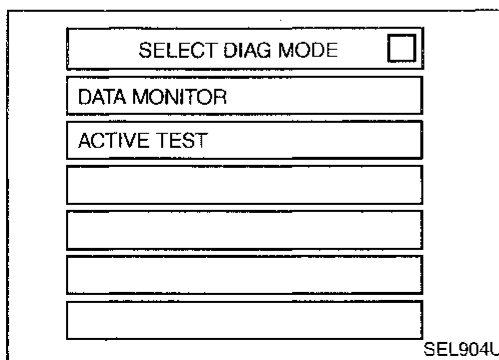 SELECT DIAG MODE
DATA MONITOR
ACTIVE TEST
SEL904U